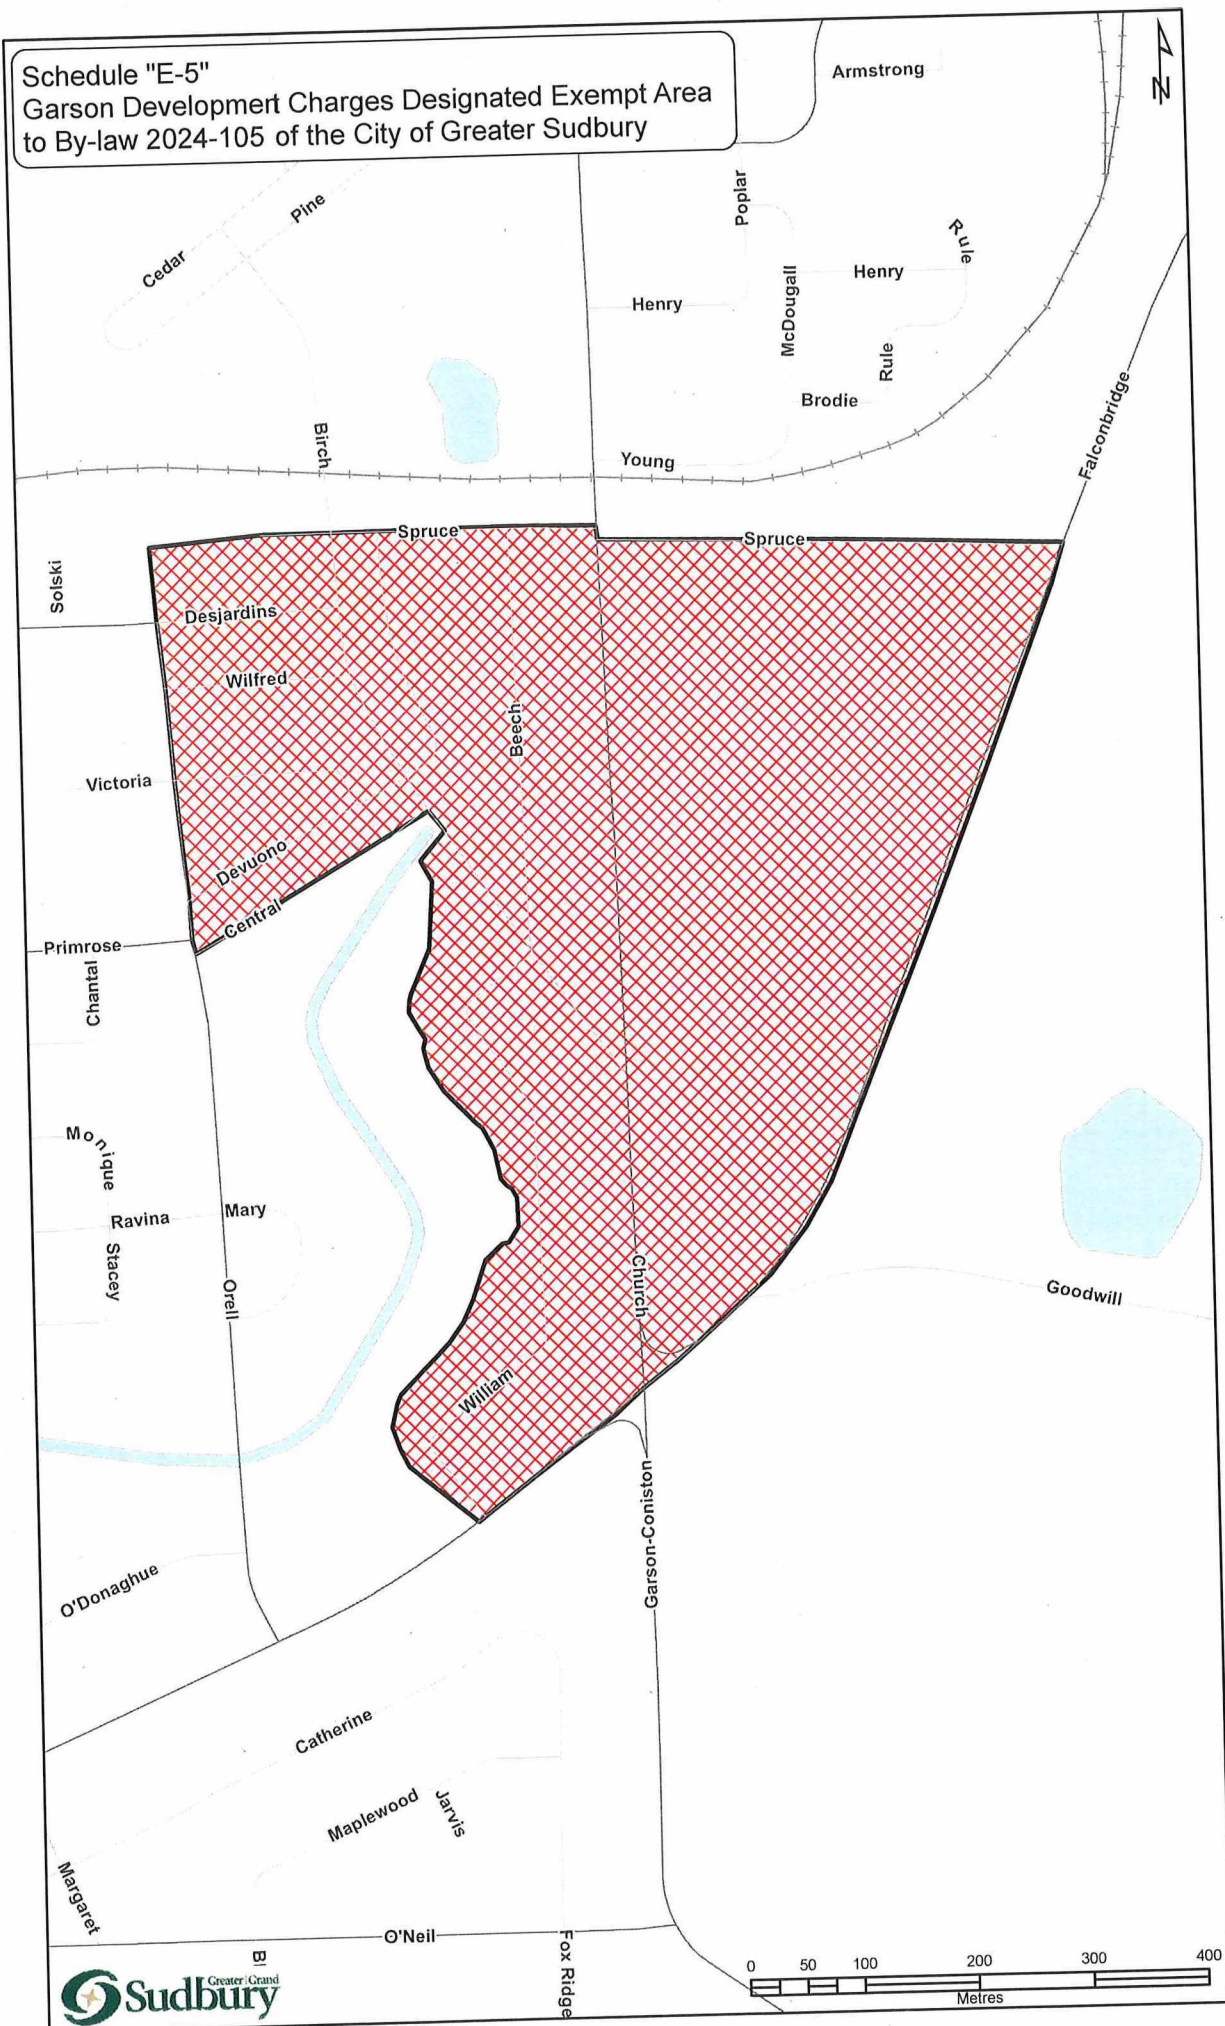 Schedule "E-5"
Garson Development Charges Designated Exempt Area
to By-law 2024-105 of the City of Greater Sudbury
Armstrong
N
Pine
Poplar
Cedar
Rule
Henry
McDougall
Henry
Rule
Falconbridge
Brodie
Birch
Young
Spruce
Spruce
Solski
Desjardins
Wilfred
Beech
Victoria
Devuono
Central
Primrose
Chantal
Monique
Ravina
Mary
Stacey
Orell
Church
Goodwill
William
Garson-Coniston
O'Donaghue
Catherine
Maplewood
Jarvis
Margaret
O'Neil
Bl
Fox Ridge
0 50 100 200 300 400
Metres
Greater Grand
Sudbury